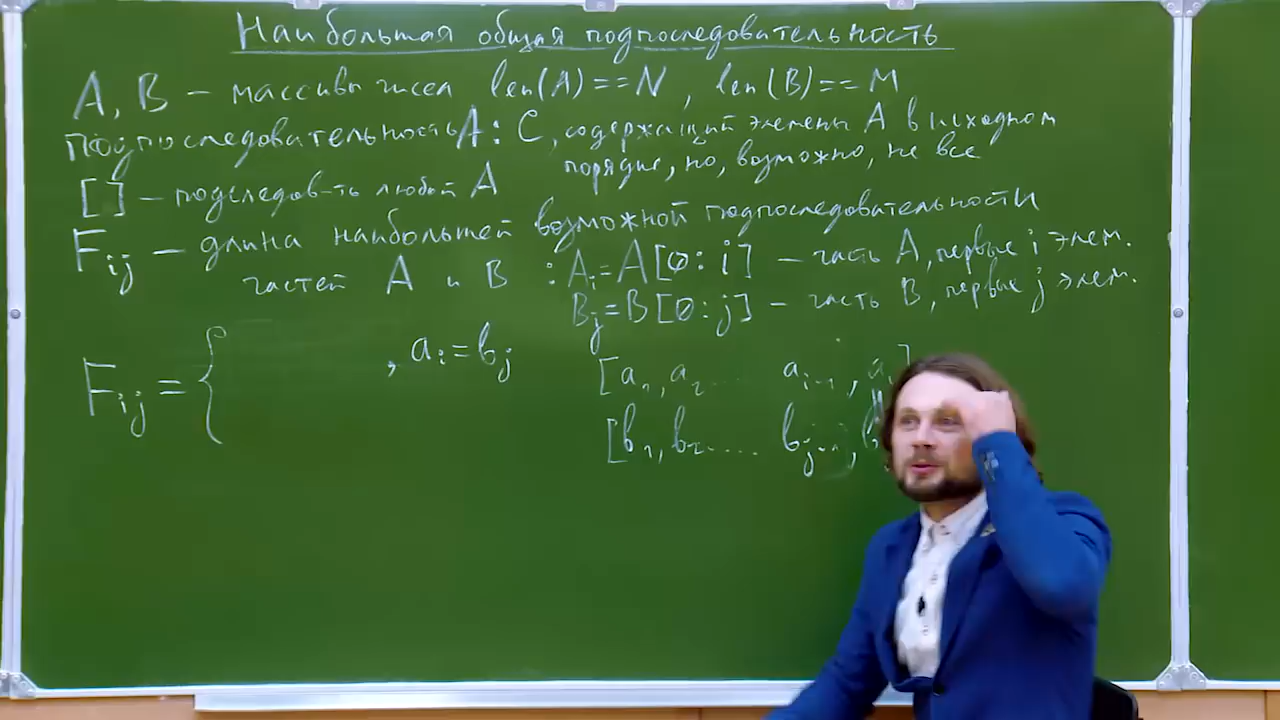 Наибольшая общая подпоследовательность
A, B – массивы чисел len(A)==N, len(B)==M
Подпоследовательность A: C, содержащий элемены A в исходном
порядке, но, возможно, не все
[ ] – подследов-ть любой A
Fij – длина наибольшей возможной подпоследовательности
частей A и B : Ai=A[0:i] – часть A, первые i элем.
Bj=B[0:j] – часть B, первые j элем.
Fij = { , ai=bj
[a1, a2 ... ai-1, a
[b1, b2 .... bj-1, b